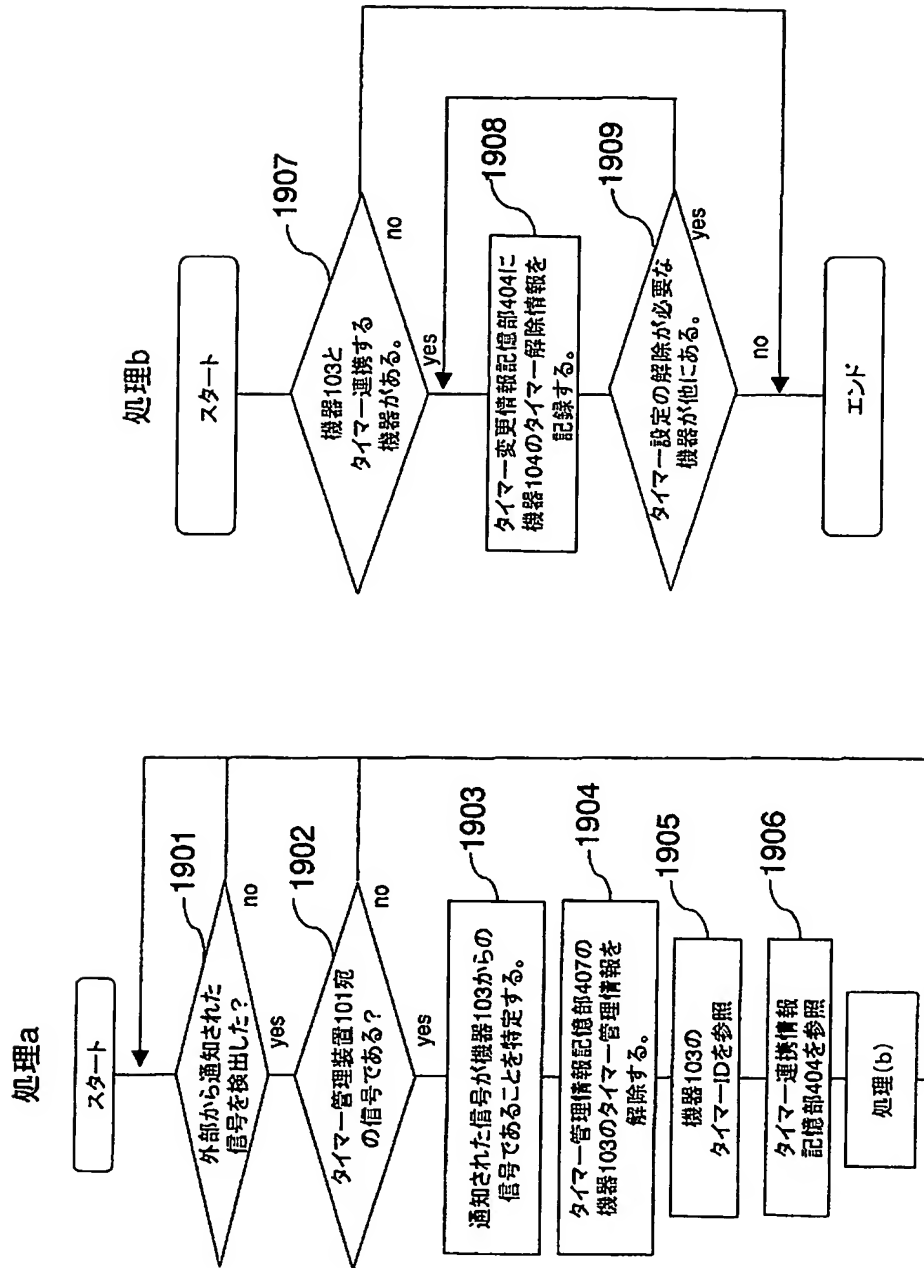 処理a
スタート
1901
外部から通知された
信号を検出した?
no
yes
1902
タイマー管理装置101宛
の信号である?
no
yes
1903
通知された信号が機器103からの
信号であることを特定する。
1904
タイマー管理情報記憶部407の
機器103のタイマー管理情報を
解除する。
1905
機器103の
タイマーIDを参照
1906
タイマー連携情報
記憶部404を参照
処理(b)
処理b
スタート
1907
機器103と
タイマー連携する
機器がある。
no
yes
1908
タイマー変更情報記憶部404に
機器104のタイマー解除情報を
記録する。
1909
タイマー設定の解除が必要な
機器が他にある。
yes
no
エンド